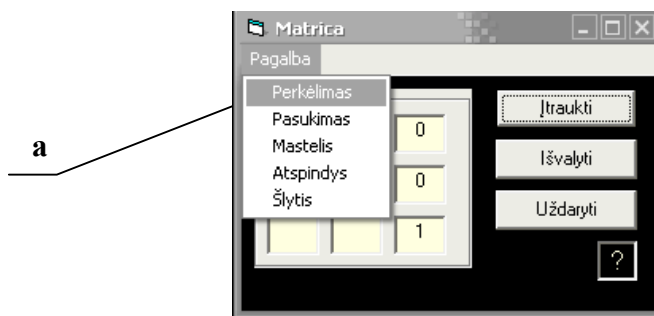 Matrica
Pagalba
Perkėlimas
Pasukimas
Mastelis
Atspindys
Šlytis
0
0
1
Įtraukti
Išvalyti
Uždaryti
?
a